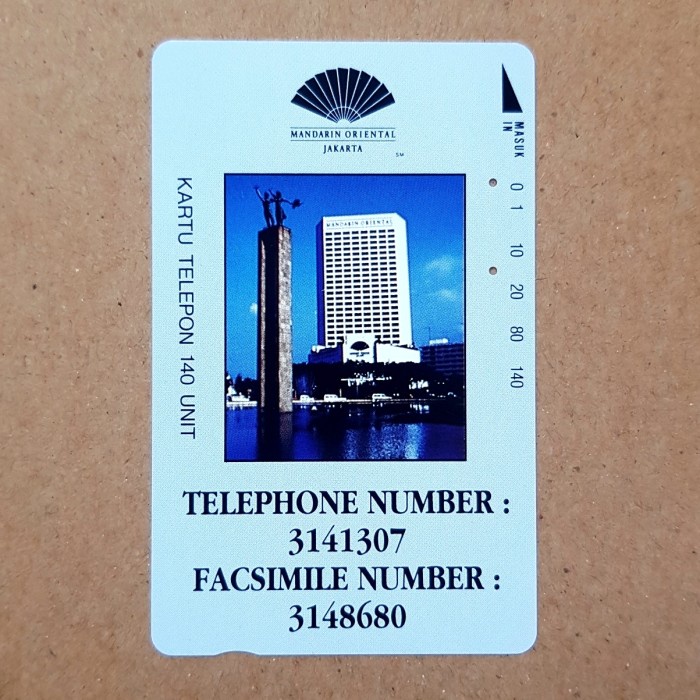 MANDARIN ORIENTAL
JAKARTA
SM
MASUK
IN
KARTU TELEPON 140 UNIT
MANDARIN ORIENTAL
0 1 10 20 80 140
TELEPHONE NUMBER :
3141307
FACSIMILE NUMBER :
3148680